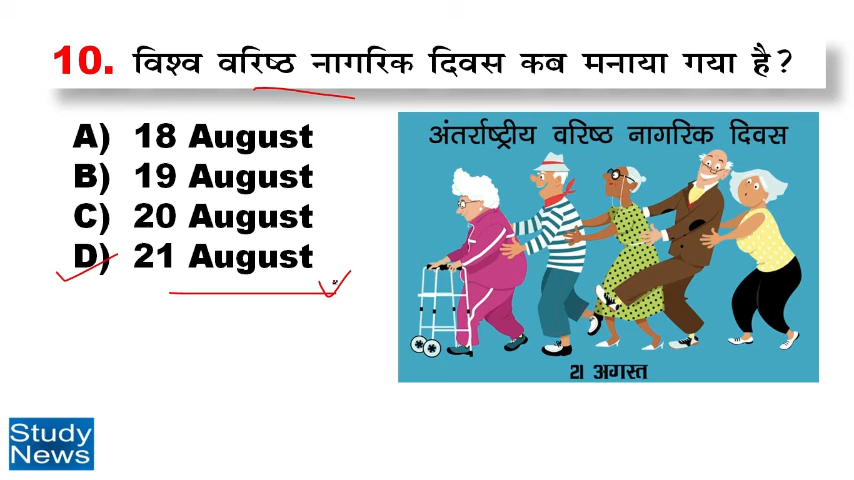 10. विश्व वरिष्ठ नागरिक दिवस कब मनाया गया है?
A) 18 August
B) 19 August
C) 20 August
D) 21 August
अंतर्राष्ट्रीय वरिष्ठ नागरिक दिवस
21 अगस्त
Study
News